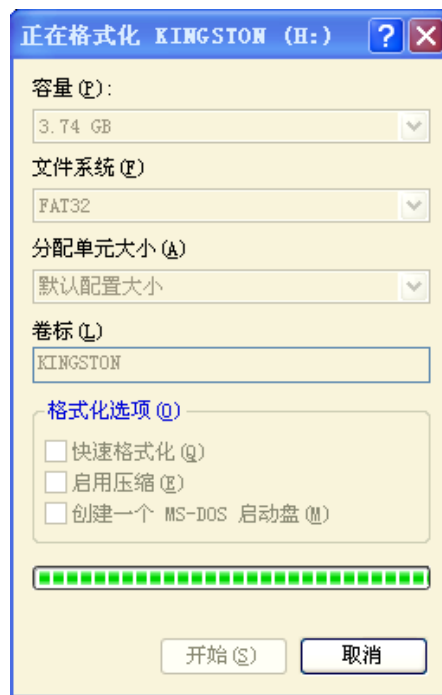 正在格式化 KINGSTON (H:)
容量(P):
3.74 GB
文件系统(F)
FAT32
分配单元大小(A)
默认配置大小
卷标(L)
KINGSTON
格式化选项(O)
快速格式化(Q)
启用压缩(E)
创建一个 MS-DOS 启动盘(M)
开始(S) 取消